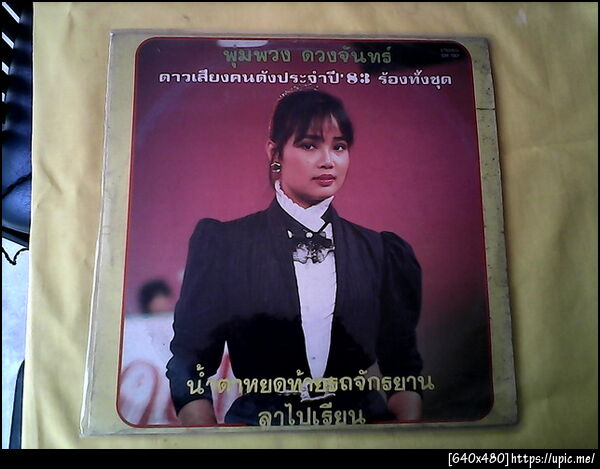 พุ่มพวง ดวงจันทร์
ดาวเสียงคนดังประจำปี'83 ร้องทั้งชุด
น้ำตาหยดท้ายรถจักรยาน
ลาไปเรียน
[640x480]https://upic.me/